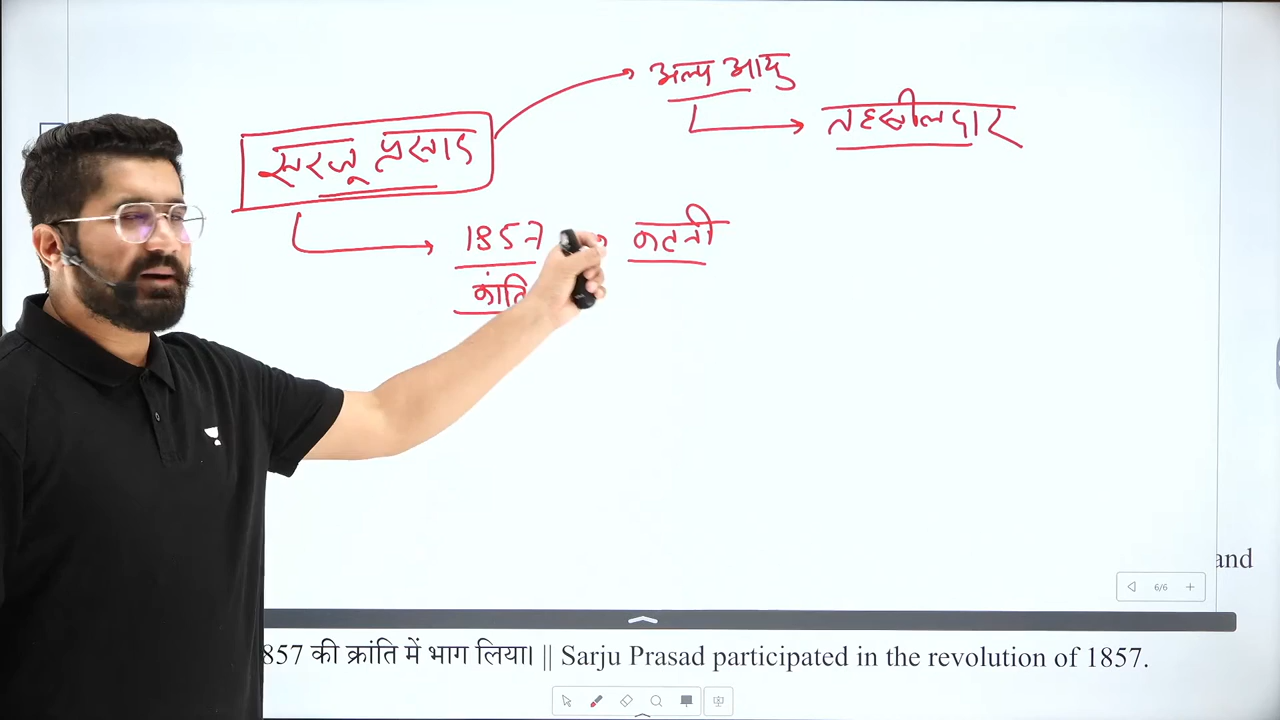 अल्प आयु
तहसीलदार
सरजू प्रसाद
1857 कटनी
क्रांति
and
6/6
857 की क्रांति में भाग लिया। || Sarju Prasad participated in the revolution of 1857.